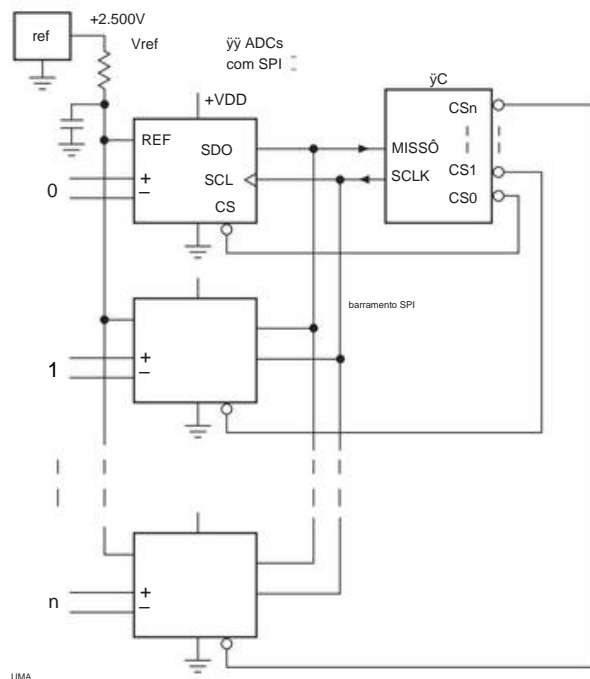 +2.500V
ref
Vref
ÿÿ ADCs
com SPI
+VDD
ÿC
CSn
REF
SDO
MISSÔ
0
+
−
SCL
SCLK
CS1
CS
CS0
barramento SPI
1
+
−
n
+
−
UMA